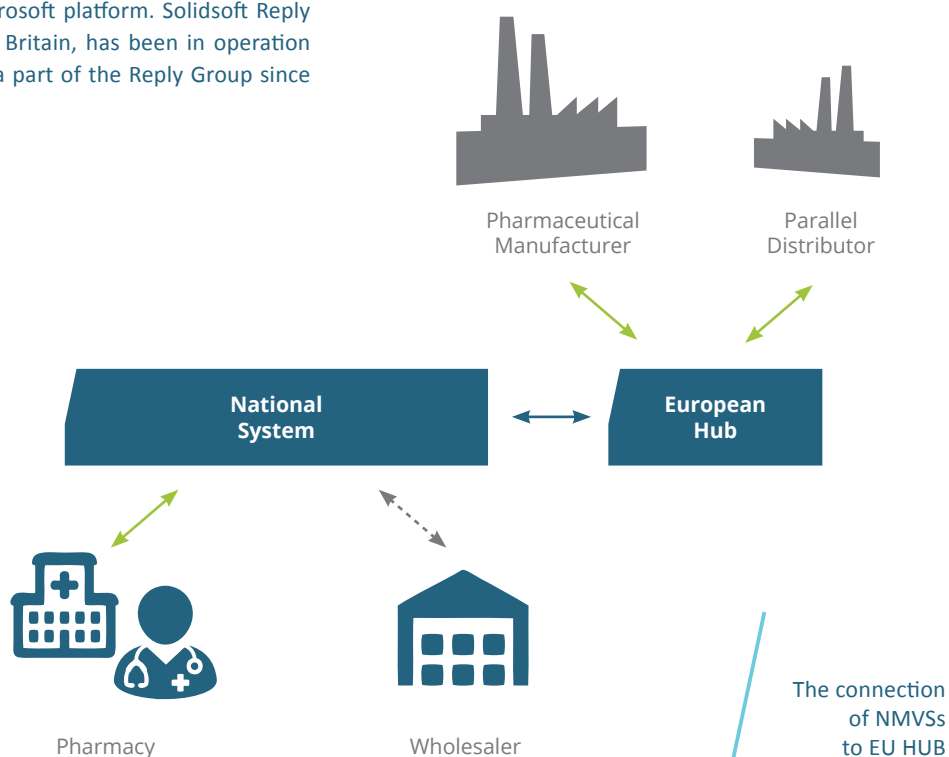 rosoft platform. Solidsoft Reply
Britain, has been in operation
a part of the Reply Group since
Pharmaceutical
Manufacturer
Parallel
Distributor
National
System
European
Hub
Pharmacy
Wholesaler
The connection
of NMVSs
to EU HUB